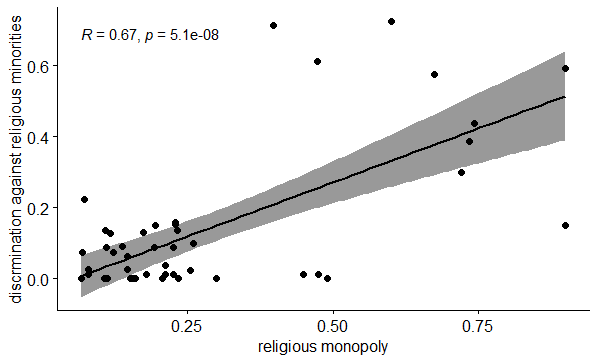 R = 0.67, p = 5.1e-08
discrmination against religious minorities
0.6
0.4
0.2
0.0
0.25 0.50 0.75
religious monopoly